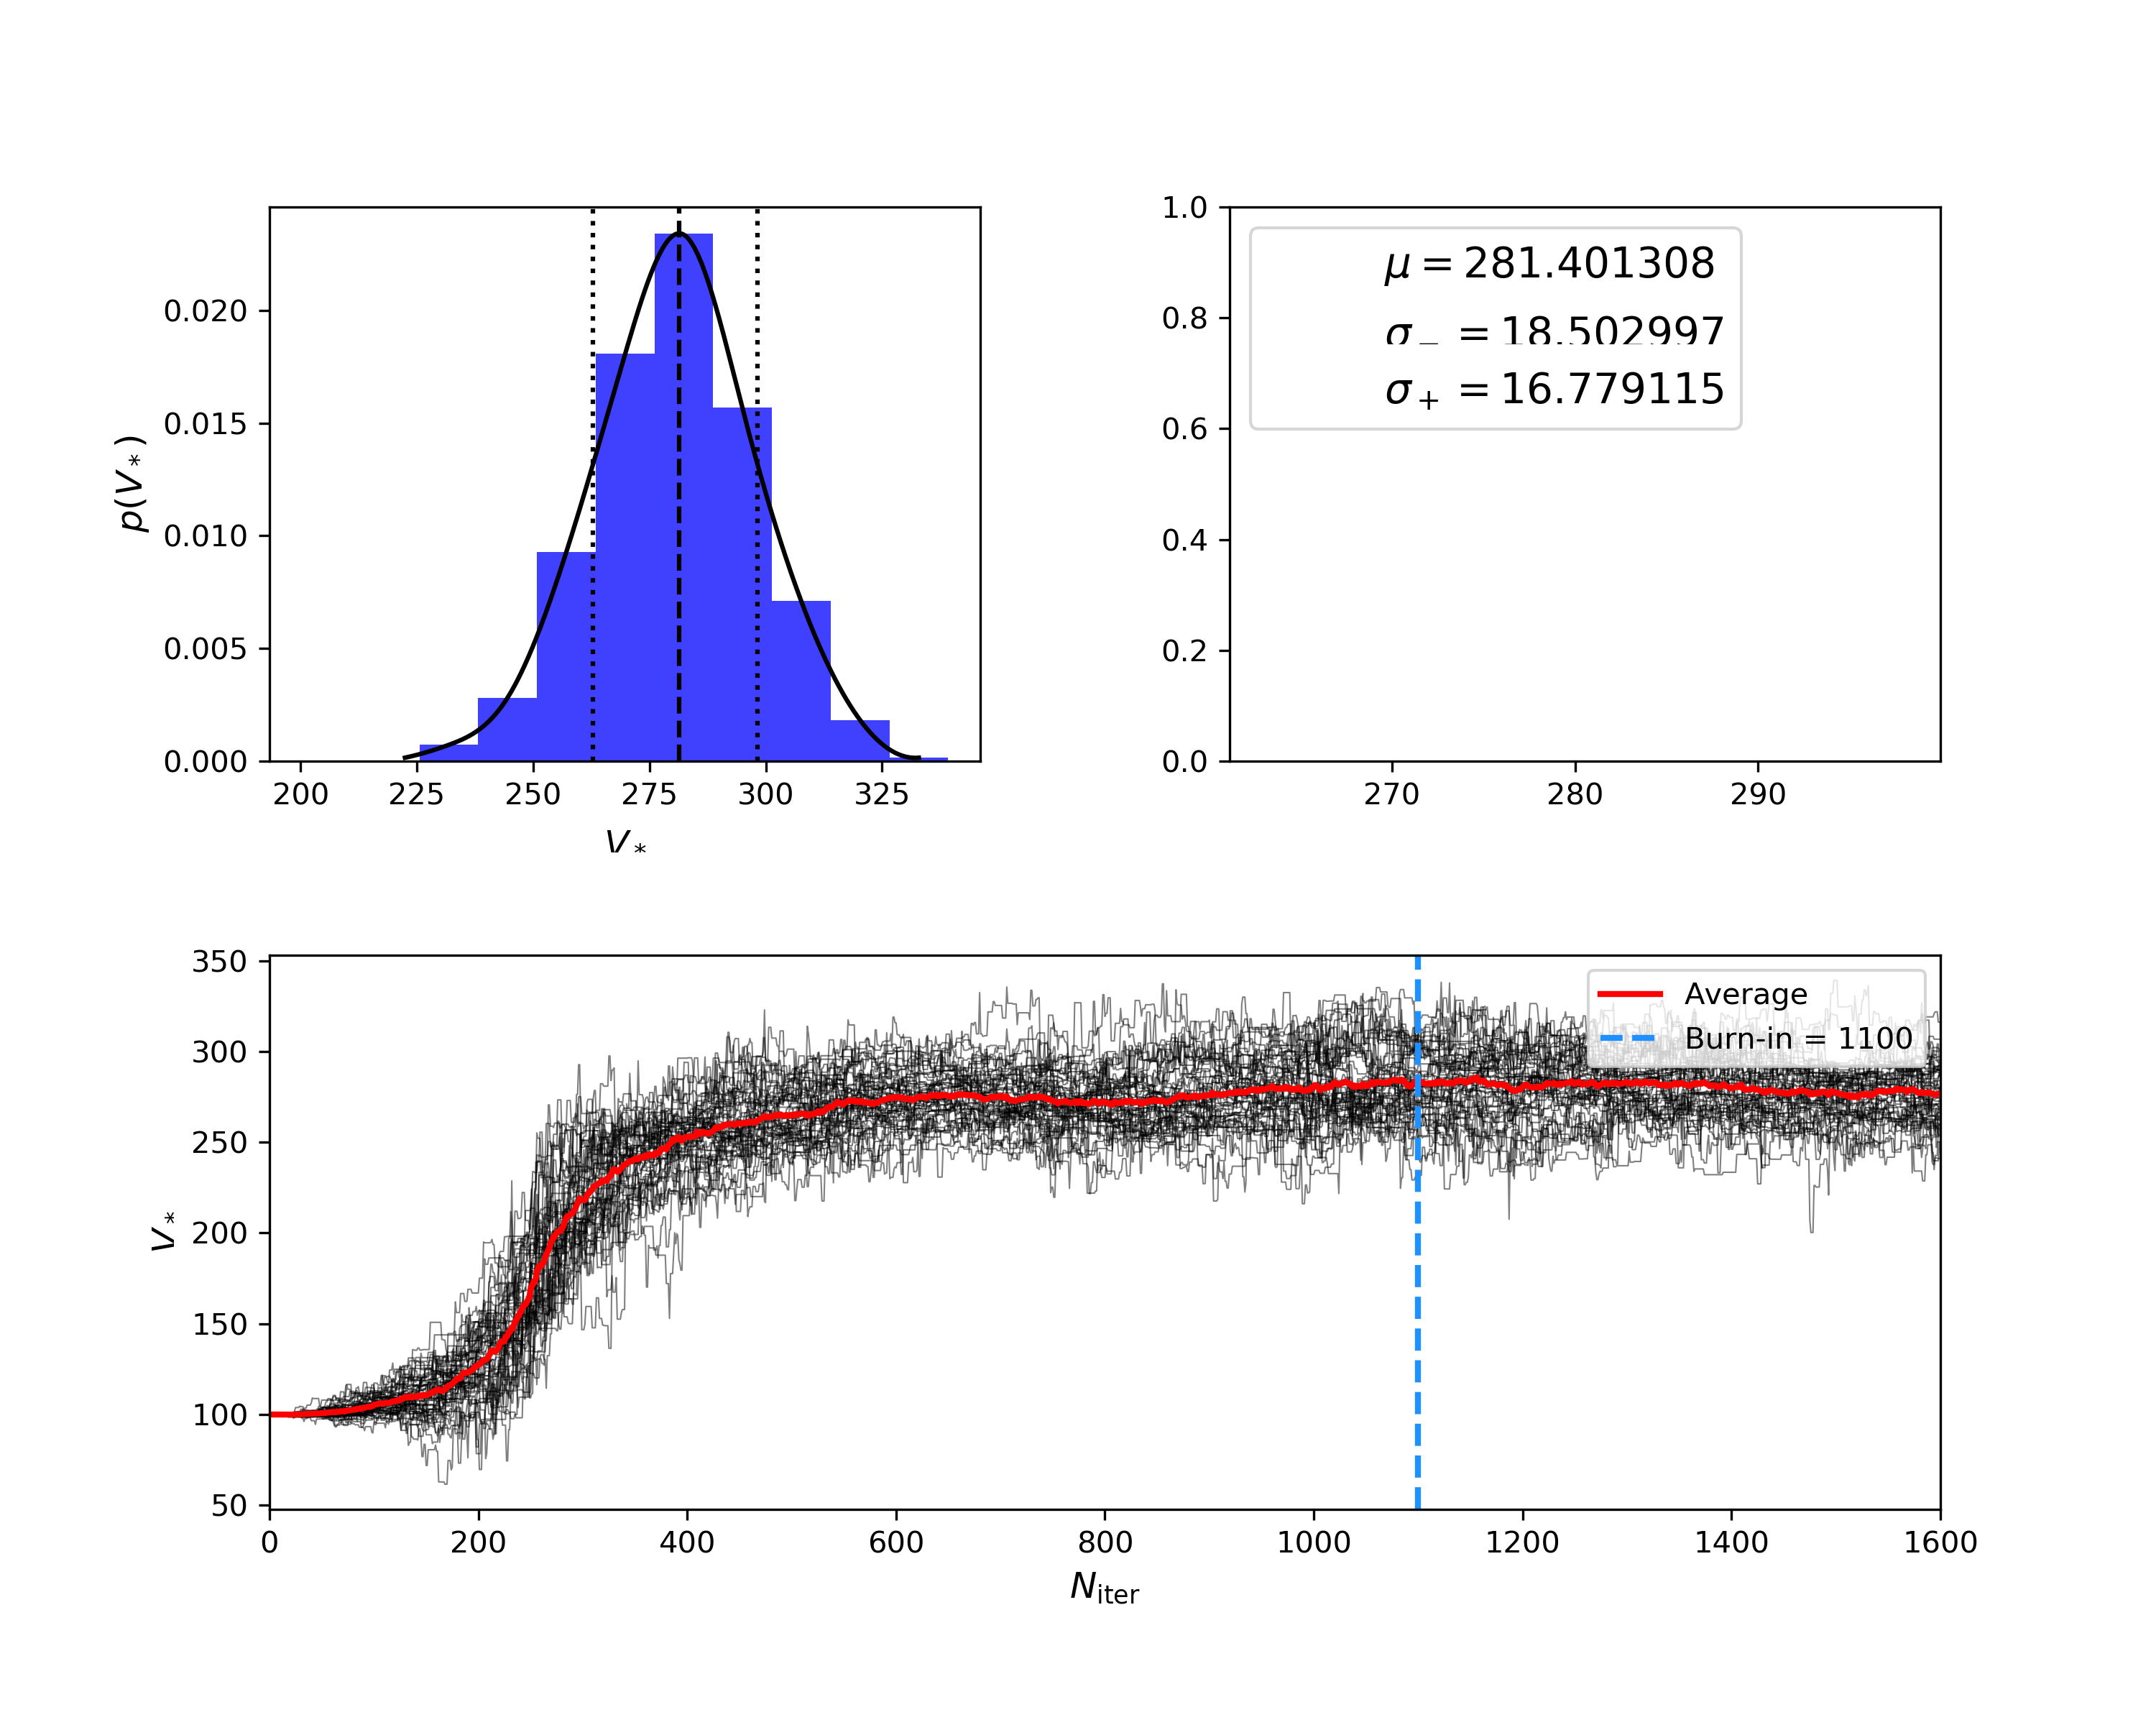 0.020
0.015
0.010
0.005
0.000
p(V*)
200 225 250 275 300 325
V*
1.0
0.8
0.6
0.4
0.2
0.0
μ = 281.401308
σ− = 18.502997
σ+ = 16.779115
270 280 290
350
300
250
200
150
100
50
V*
Average
Burn-in = 1100
0 200 400 600 800 1000 1200 1400 1600
Niter